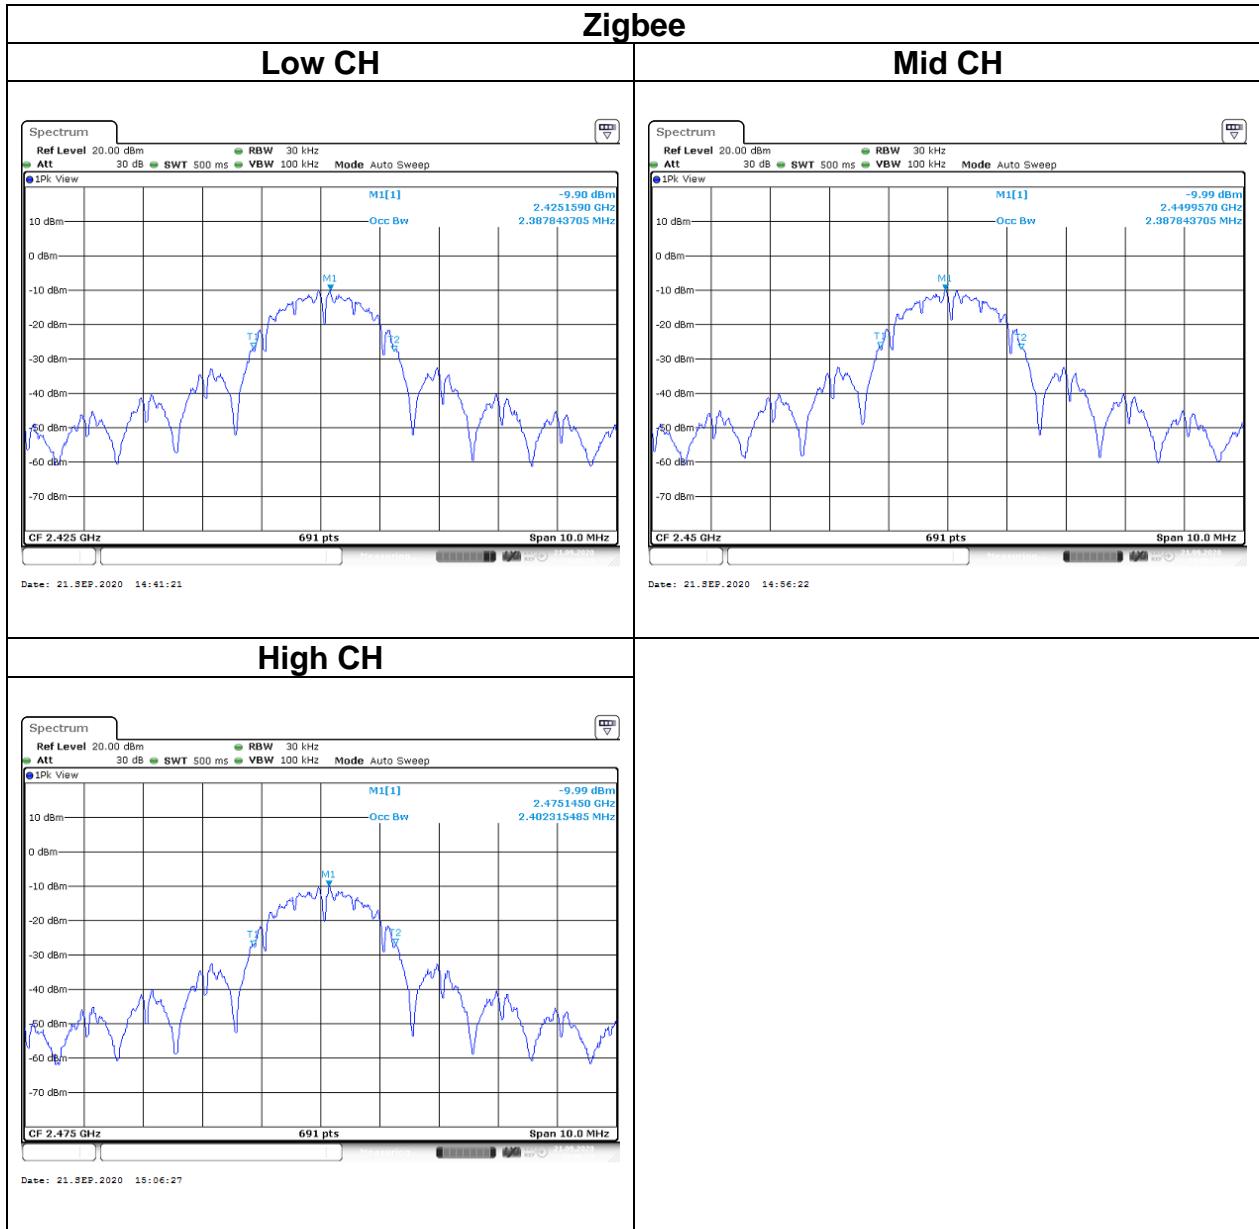 Zigbee
Low CH
Mid CH
Spectrum
Ref Level 20.00 dBm RBW 30 kHz
Att 30 dB SWT 500 ms VBW 100 kHz Mode Auto Sweep
1Pk View
M1[1] -9.90 dBm
2.4251590 GHz
Occ Bw 2.387843705 MHz
10 dBm
0 dBm
M1
-10 dBm
-20 dBm
T1 T2
-30 dBm
-40 dBm
-50 dBm
-60 dBm
-70 dBm
CF 2.425 GHz 691 pts Span 10.0 MHz
Date: 21.SEP.2020 14:41:21
Spectrum
Ref Level 20.00 dBm RBW 30 kHz
Att 30 dB SWT 500 ms VBW 100 kHz Mode Auto Sweep
1Pk View
M1[1] -9.99 dBm
2.4499570 GHz
Occ Bw 2.387843705 MHz
10 dBm
0 dBm
M1
-10 dBm
-20 dBm
T1 T2
-30 dBm
-40 dBm
-50 dBm
-60 dBm
-70 dBm
CF 2.45 GHz 691 pts Span 10.0 MHz
Date: 21.SEP.2020 14:56:22
High CH
Spectrum
Ref Level 20.00 dBm RBW 30 kHz
Att 30 dB SWT 500 ms VBW 100 kHz Mode Auto Sweep
1Pk View
M1[1] -9.99 dBm
2.4751450 GHz
Occ Bw 2.402315485 MHz
10 dBm
0 dBm
M1
-10 dBm
-20 dBm
T1 T2
-30 dBm
-40 dBm
-50 dBm
-60 dBm
-70 dBm
CF 2.475 GHz 691 pts Span 10.0 MHz
Date: 21.SEP.2020 15:06:27